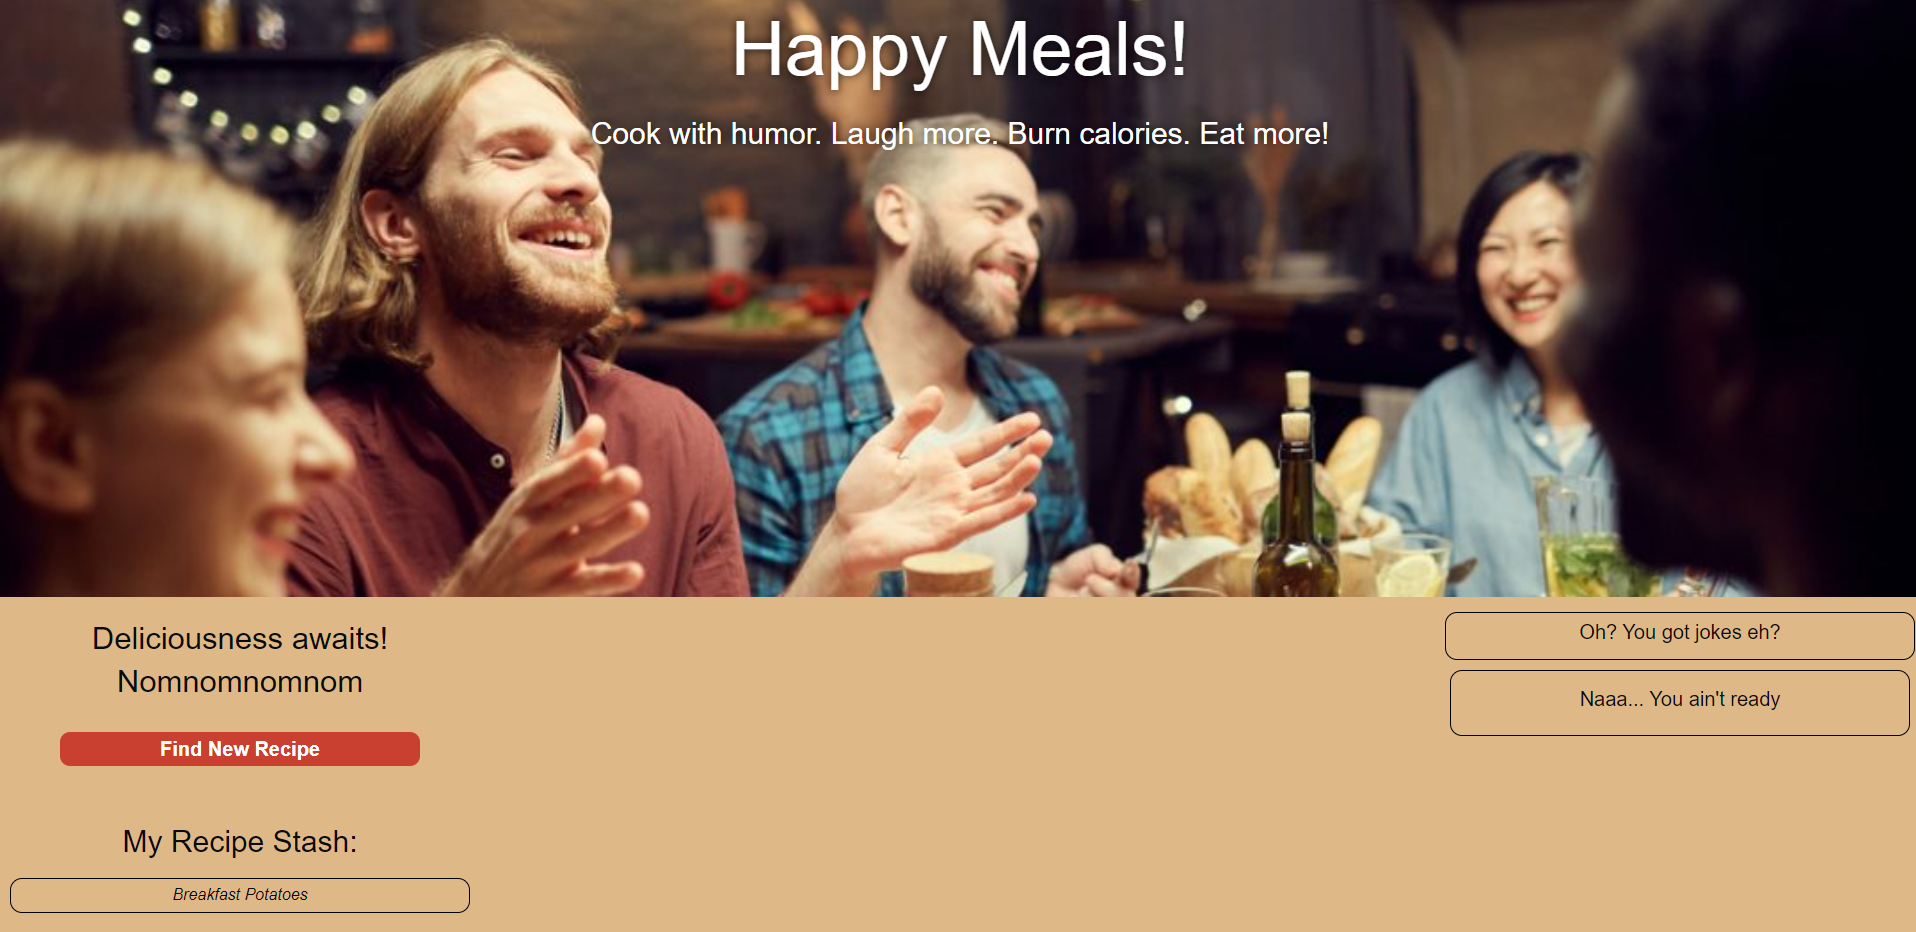 Happy Meals!
Cook with humor. Laugh more. Burn calories. Eat more!
Deliciousness awaits!
Nomnomnomnom
Find New Recipe
My Recipe Stash:
Breakfast Potatoes
Oh? You got jokes eh?
Naaa... You ain't ready